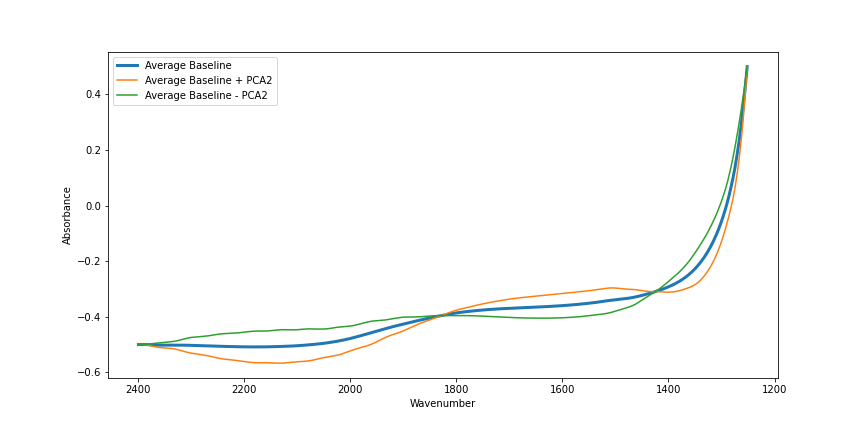 Average Baseline
Average Baseline + PCA2
Average Baseline - PCA2
0.4
0.2
0.0
−0.2
−0.4
−0.6
Absorbance
2400 2200 2000 1800 1600 1400 1200
Wavenumber